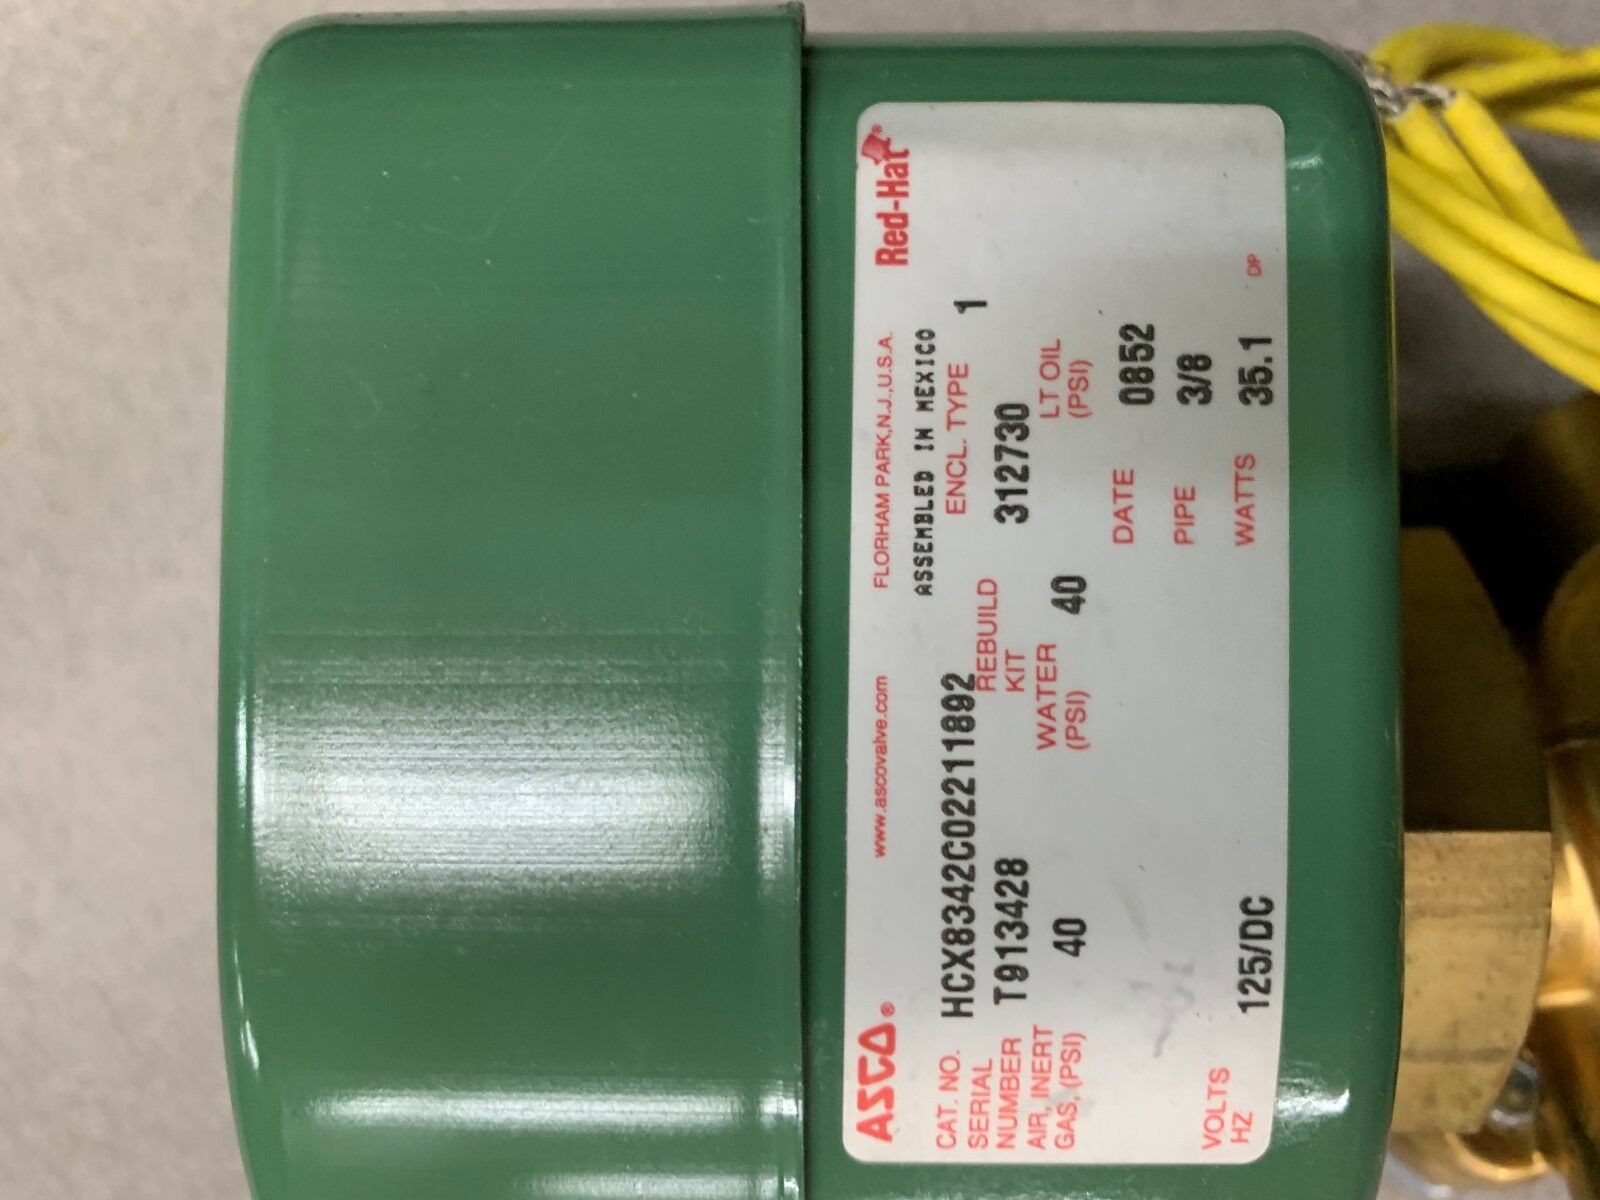 ASCO® www.ascovalve.com FLORHAM PARK,N.J.,U.S.A. Red-Hat®
ASSEMBLED IN MEXICO
CAT. NO. HCX8342C02211892 ENCL. TYPE 1
SERIAL NUMBER T913428 REBUILD KIT 312730
AIR, INERT GAS, (PSI) 40 WATER (PSI) 40 LT OIL (PSI)
DATE 0852
PIPE 3/8
VOLTS HZ 125/DC WATTS 35.1 DP